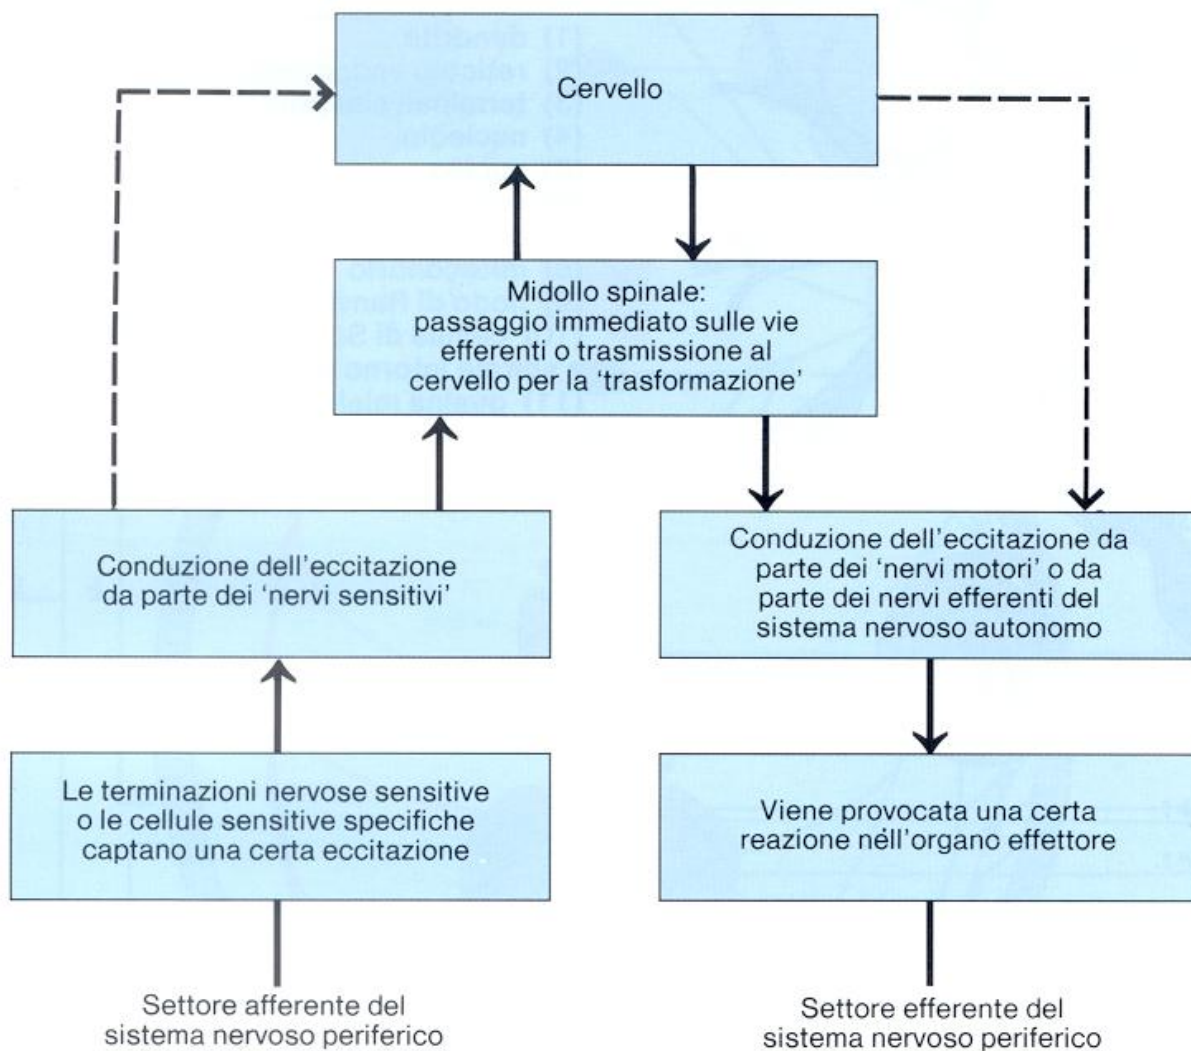 Cervello
Midollo spinale:
passaggio immediato sulle vie
efferenti o trasmissione al
cervello per la ‘trasformazione’
Conduzione dell’eccitazione
da parte dei ‘nervi sensitivi’
Conduzione dell’eccitazione da
parte dei ‘nervi motori’ o da
parte dei nervi efferenti del
sistema nervoso autonomo
Le terminazioni nervose sensitive
o le cellule sensitive specifiche
captano una certa eccitazione
Viene provocata una certa
reazione nell’organo effettore
Settore afferente del
sistema nervoso periferico
Settore efferente del
sistema nervoso periferico